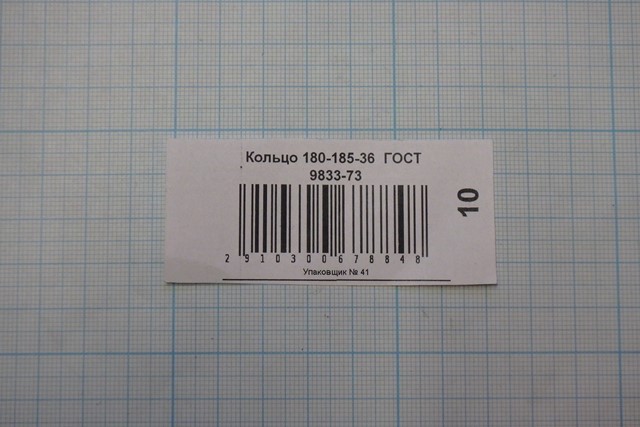 Кольцо 180-185-36 ГОСТ
9833-73
10
2910300678848
Упаковщик № 41